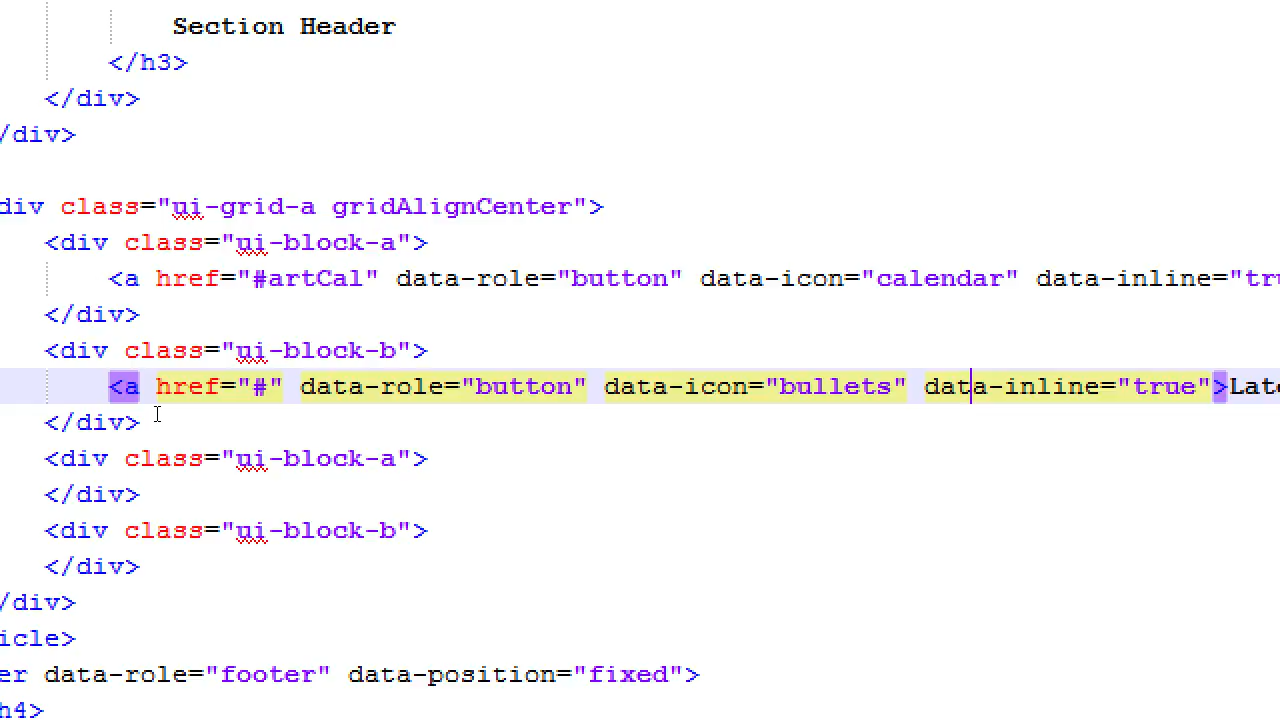 Section Header
</h3>
</div>
/div>
div class="ui-grid-a gridAlignCenter">
<div class="ui-block-a">
<a href="#artCal" data-role="button" data-icon="calendar" data-inline="tru
</div>
<div class="ui-block-b">
<a href="#" data-role="button" data-icon="bullets" data-inline="true">Late
</div>
<div class="ui-block-a">
</div>
<div class="ui-block-b">
</div>
/div>
icle>
er data-role="footer" data-position="fixed">
h4>